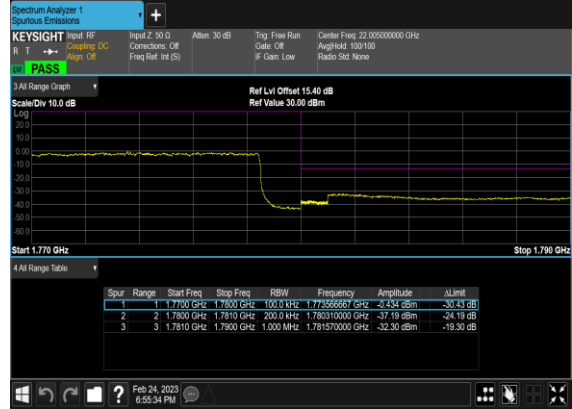 Spectrum Analyzer 1
Spurious Emissions
KEYSIGHT Input: RF Input Z: 50 Ω Atten: 30 dB Trig: Free Run Center Freq: 22.005000000 GHz
R T Coupling: DC Corrections: Off Gate: Off Avg|Hold: 100/100
Align: Off Freq Ref: Int (S) IF Gain: Low Radio Std: None
PASS
3 All Range Graph
Ref Lvl Offset 15.40 dB
Scale/Div 10.0 dB Ref Value 30.00 dBm
Log
20.0
10.0
0.00
-10.0
-20.0
-30.0
-40.0
-50.0
-60.0
Start 1.770 GHz Stop 1.790 GHz
4 All Range Table
Spur Range Start Freq Stop Freq RBW Frequency Amplitude ΔLimit
1 1 1.7700 GHz 1.7800 GHz 100.0 kHz 1.773566667 GHz -0.434 dBm -30.43 dB
2 2 1.7800 GHz 1.7810 GHz 200.0 kHz 1.780310000 GHz -37.19 dBm -24.19 dB
3 3 1.7810 GHz 1.7900 GHz 1.000 MHz 1.781570000 GHz -32.30 dBm -19.30 dB
? Feb 24, 2023
6:55:34 PM